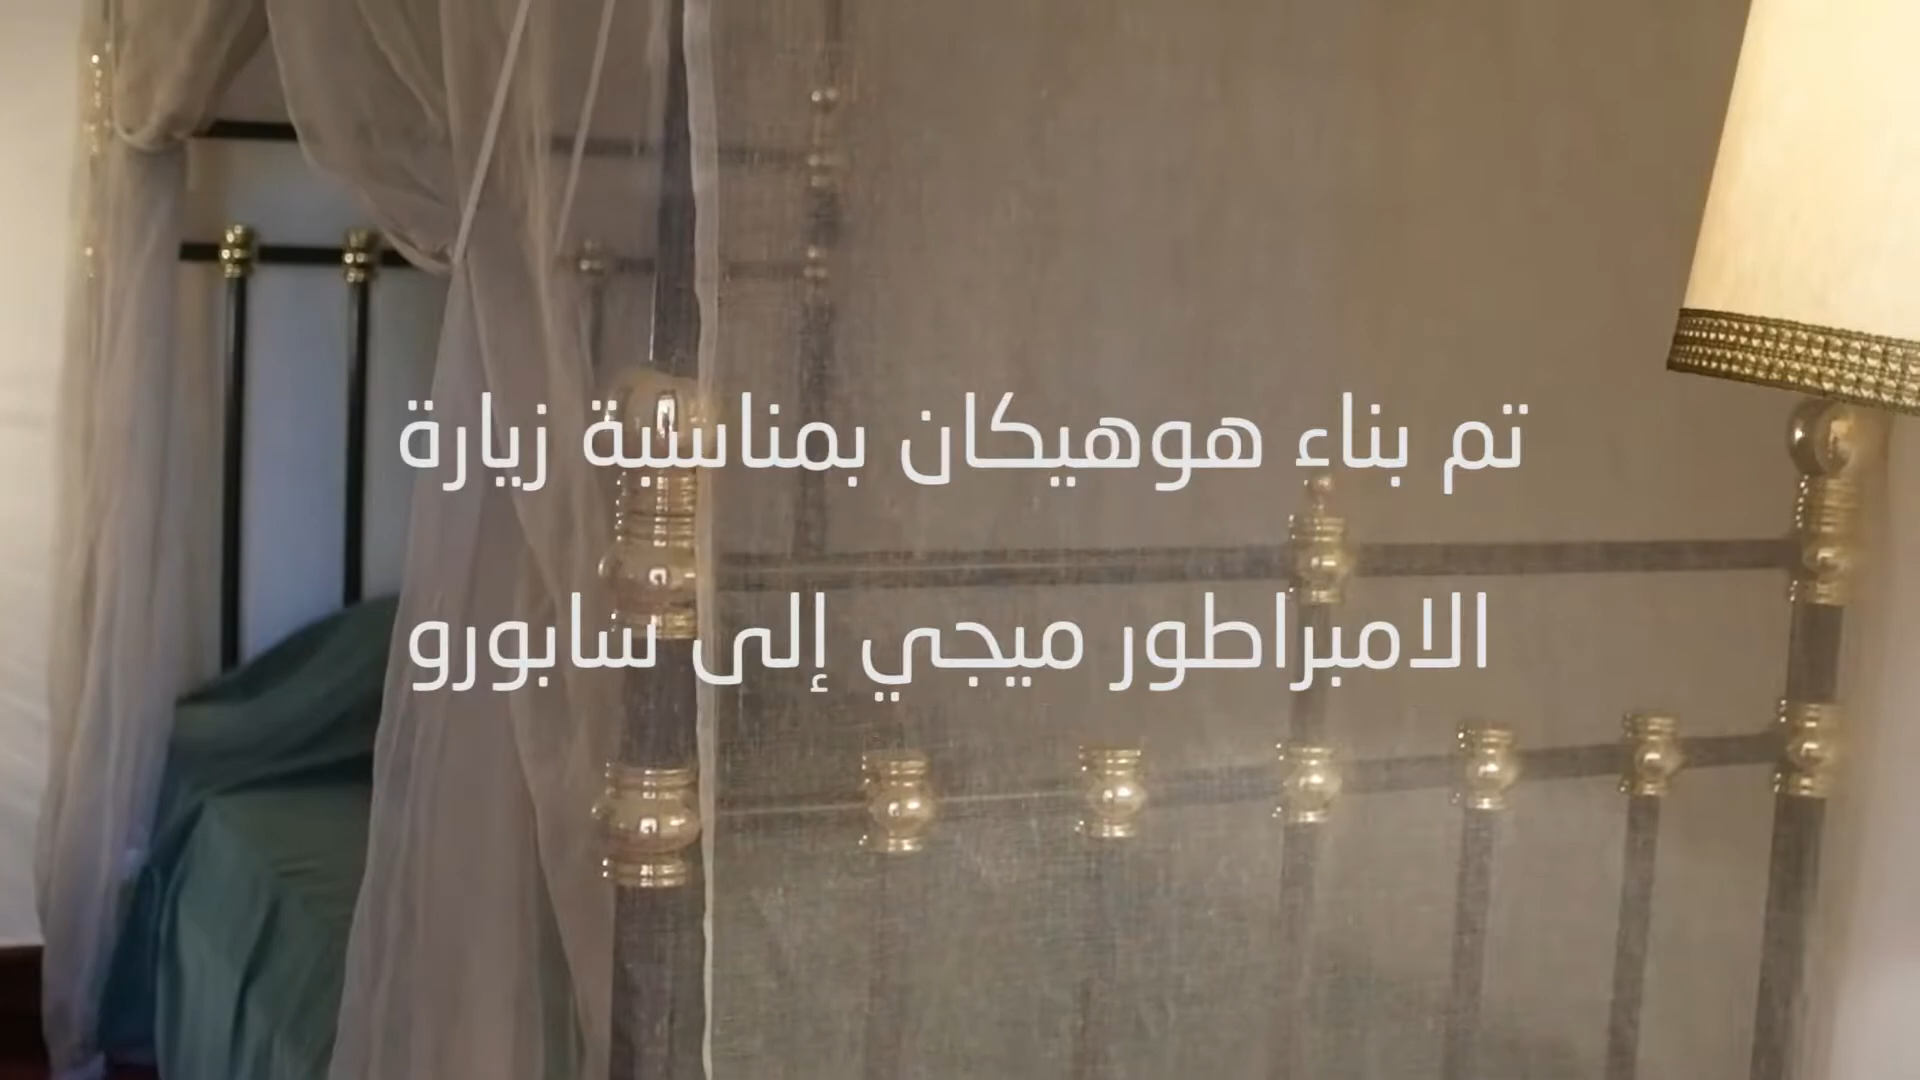 تم بناء هوهيكان بمناسبة زيارة
الامبراطور ميجي إلى سابورو